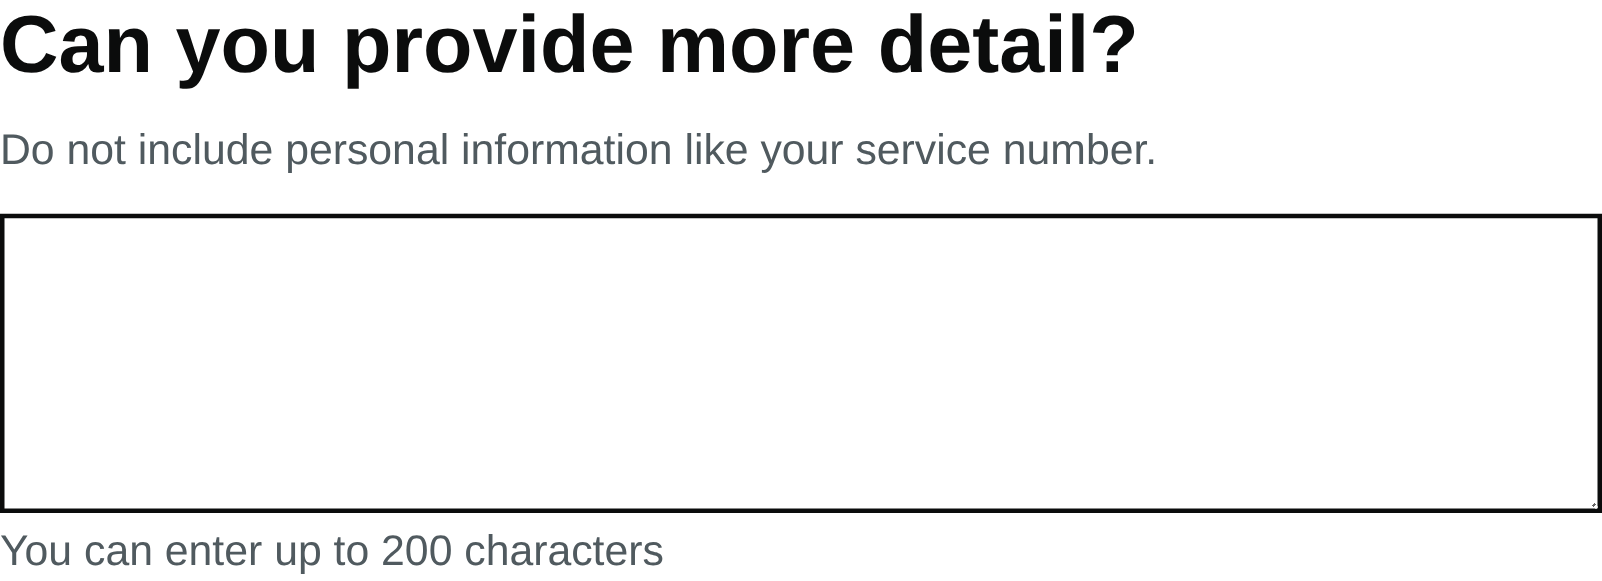 Can you provide more detail?
Do not include personal information like your service number.
You can enter up to 200 characters